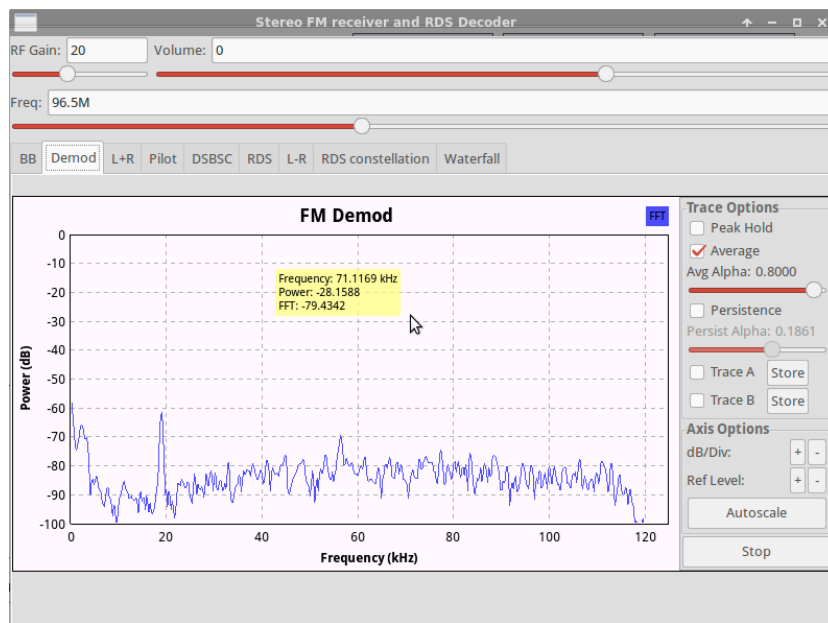 Stereo FM receiver and RDS Decoder
RF Gain: 20 Volume: 0
Freq: 96.5M
BB Demod L+R Pilot DSBSC RDS L-R RDS constellation Waterfall
FM Demod
FFT
0
-10
-20
-30
-40
-50
-60
-70
-80
-90
-100
Power (dB)
Frequency: 71.1169 kHz
Power: -28.1588
FFT: -79.4342
0 20 40 60 80 100 120
Frequency (kHz)
Trace Options
Peak Hold
Average
Avg Alpha: 0.8000
Persistence
Persist Alpha: 0.1861
Trace A Store
Trace B Store
Axis Options
dB/Div: + -
Ref Level: + -
Autoscale
Stop